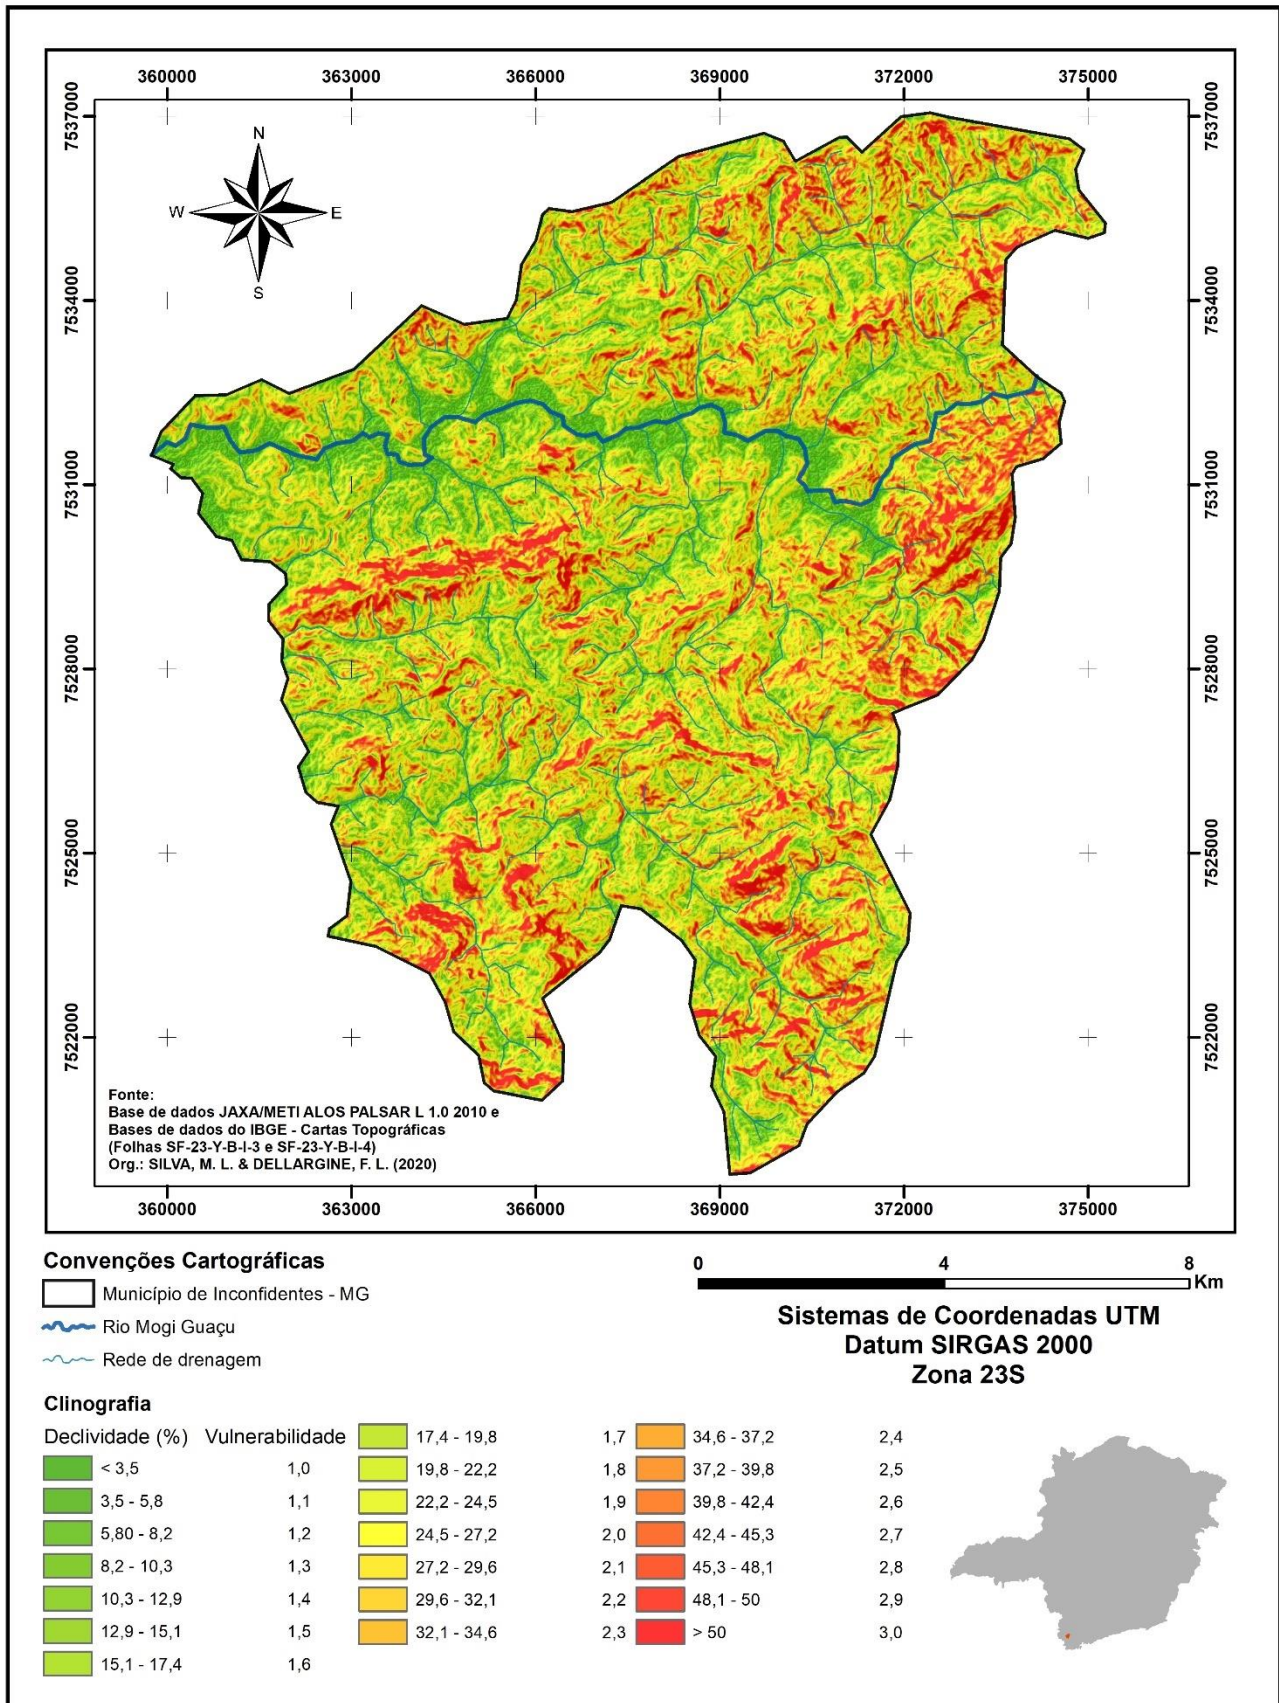 360000 363000 366000 369000 372000 375000
7537000 7537000
N
W E
S
7534000 7534000
7531000 7531000
7528000 7528000
7525000 7525000
7522000 7522000
Fonte:
Base de dados JAXA/METI ALOS PALSAR L 1.0 2010 e
Bases de dados do IBGE - Cartas Topográficas
(Folhas SF-23-Y-B-I-3 e SF-23-Y-B-I-4)
Org.: SILVA, M. L. & DELLARGINE, F. L. (2020)
360000 363000 366000 369000 372000 375000
Convenções Cartográficas
Município de Inconfidentes - MG
Rio Mogi Guaçu
Rede de drenagem
0 4 8
Km
Sistemas de Coordenadas UTM
Datum SIRGAS 2000
Zona 23S
Clinografia
Declividade (%) Vulnerabilidade
< 3,5 1,0
3,5 - 5,8 1,1
5,80 - 8,2 1,2
8,2 - 10,3 1,3
10,3 - 12,9 1,4
12,9 - 15,1 1,5
15,1 - 17,4 1,6
17,4 - 19,8 1,7
19,8 - 22,2 1,8
22,2 - 24,5 1,9
24,5 - 27,2 2,0
27,2 - 29,6 2,1
29,6 - 32,1 2,2
32,1 - 34,6 2,3
34,6 - 37,2 2,4
37,2 - 39,8 2,5
39,8 - 42,4 2,6
42,4 - 45,3 2,7
45,3 - 48,1 2,8
48,1 - 50 2,9
> 50 3,0